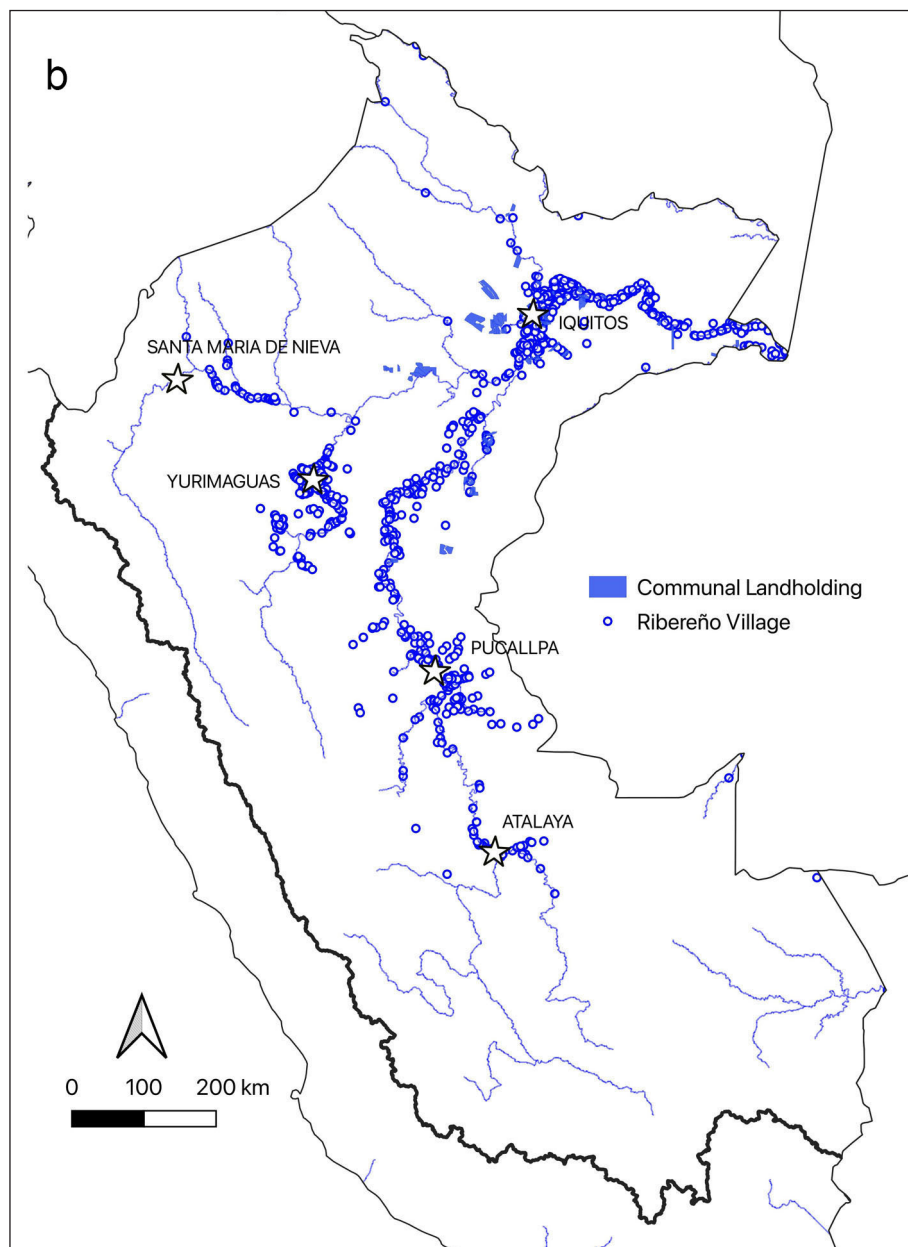 b
IQUITOS
SANTA MARIA DE NIEVA
YURIMAGUAS
Communal Landholding
Ribereño Village
PUCALLPA
ATALAYA
0 100 200 km